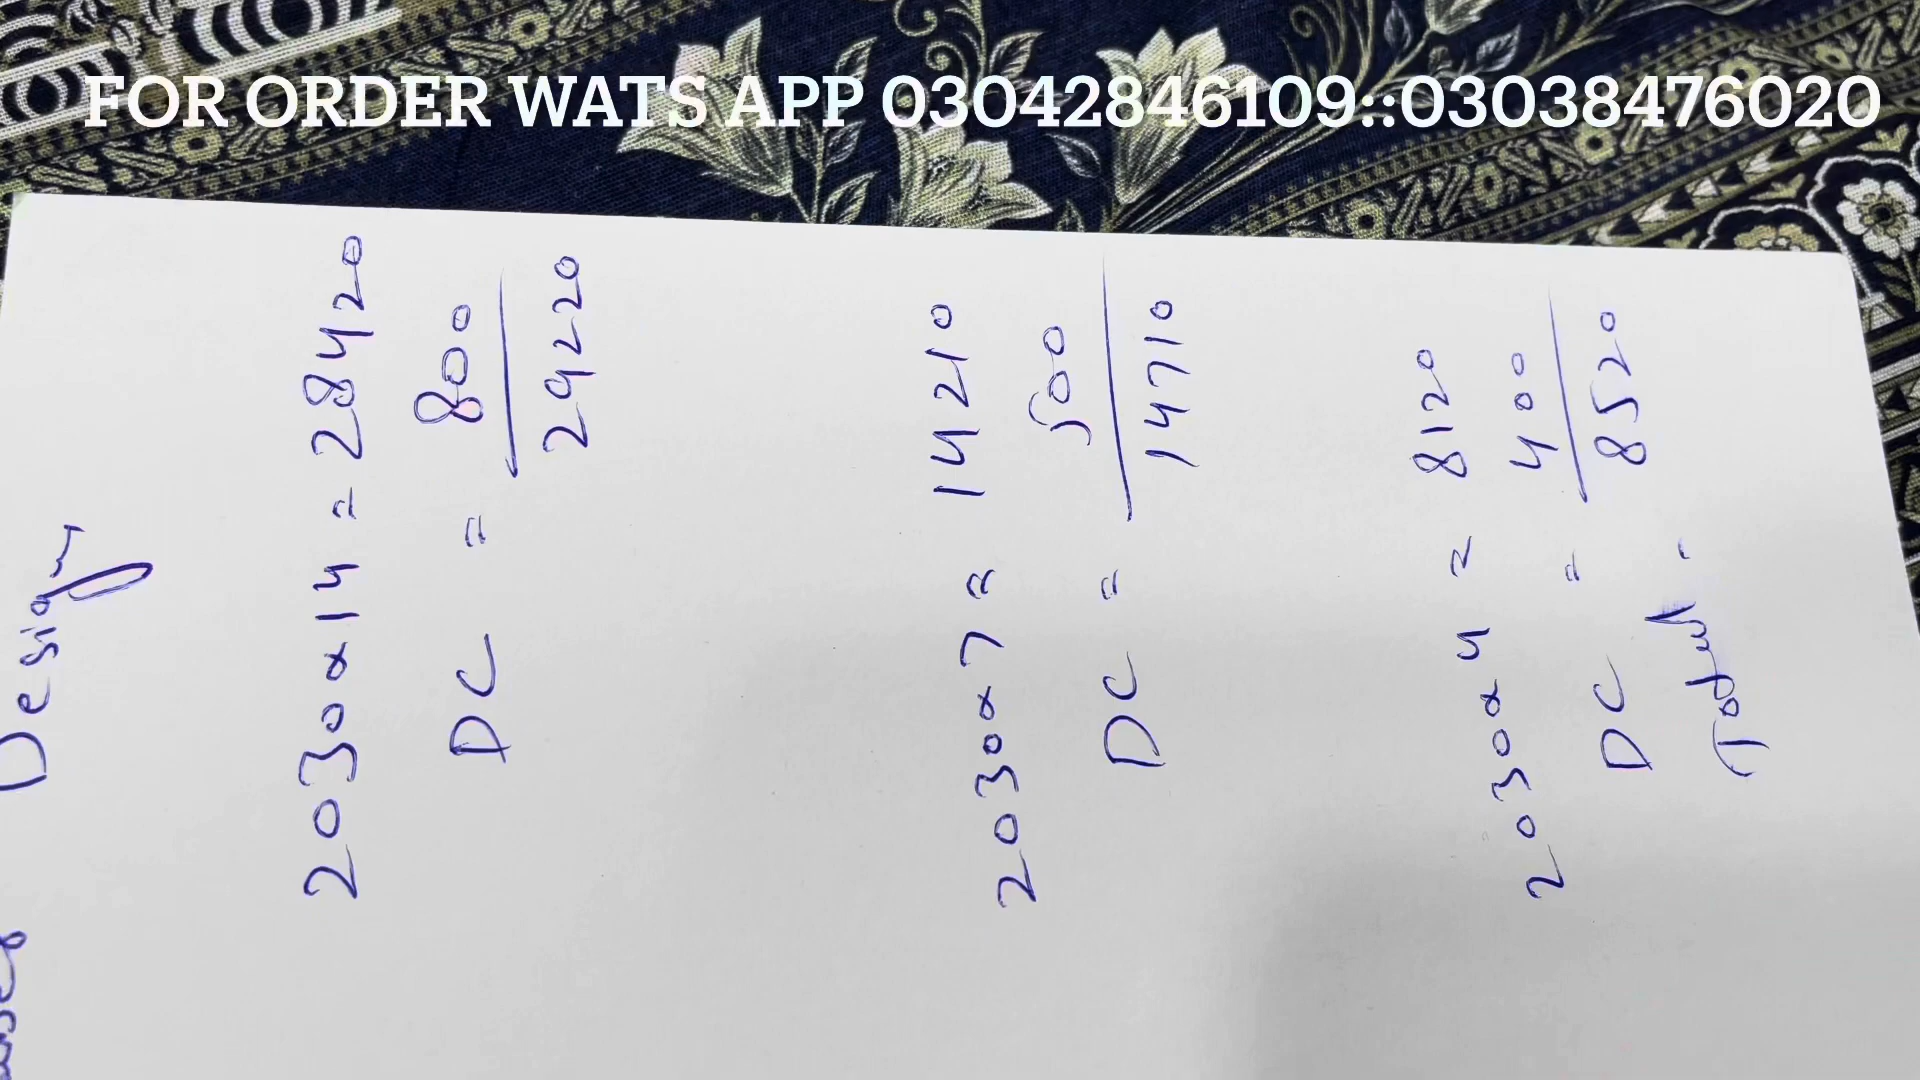 FOR ORDER WATS APP 03042846109::03038476020
Design
2030x14=28420
DC = 800
29220
2030x7= 14210
DC = 500
14710
2030x4= 8120
DC = 400
8520
Total